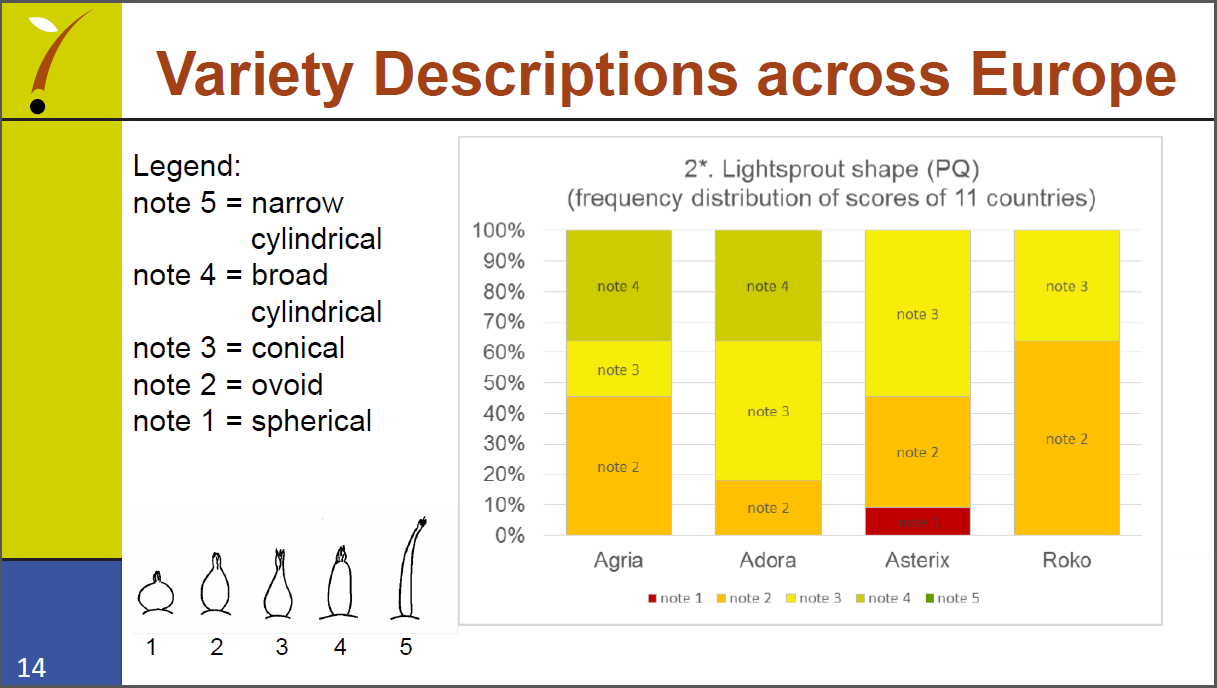 Variety Descriptions across Europe
Legend:
note 5 = narrow
cylindrical
note 4 = broad
cylindrical
note 3 = conical
note 2 = ovoid
note 1 = spherical
1 2 3 4 5
2*. Lightsprout shape (PQ)
(frequency distribution of scores of 11 countries)
100%
90%
80%
70%
60%
50%
40%
30%
20%
10%
0%
note 4
note 3
note 2
note 4
note 3
note 2
note 3
note 2
note 1
note 3
note 2
Agria Adora Asterix Roko
note 1 note 2 note 3 note 4 note 5
14